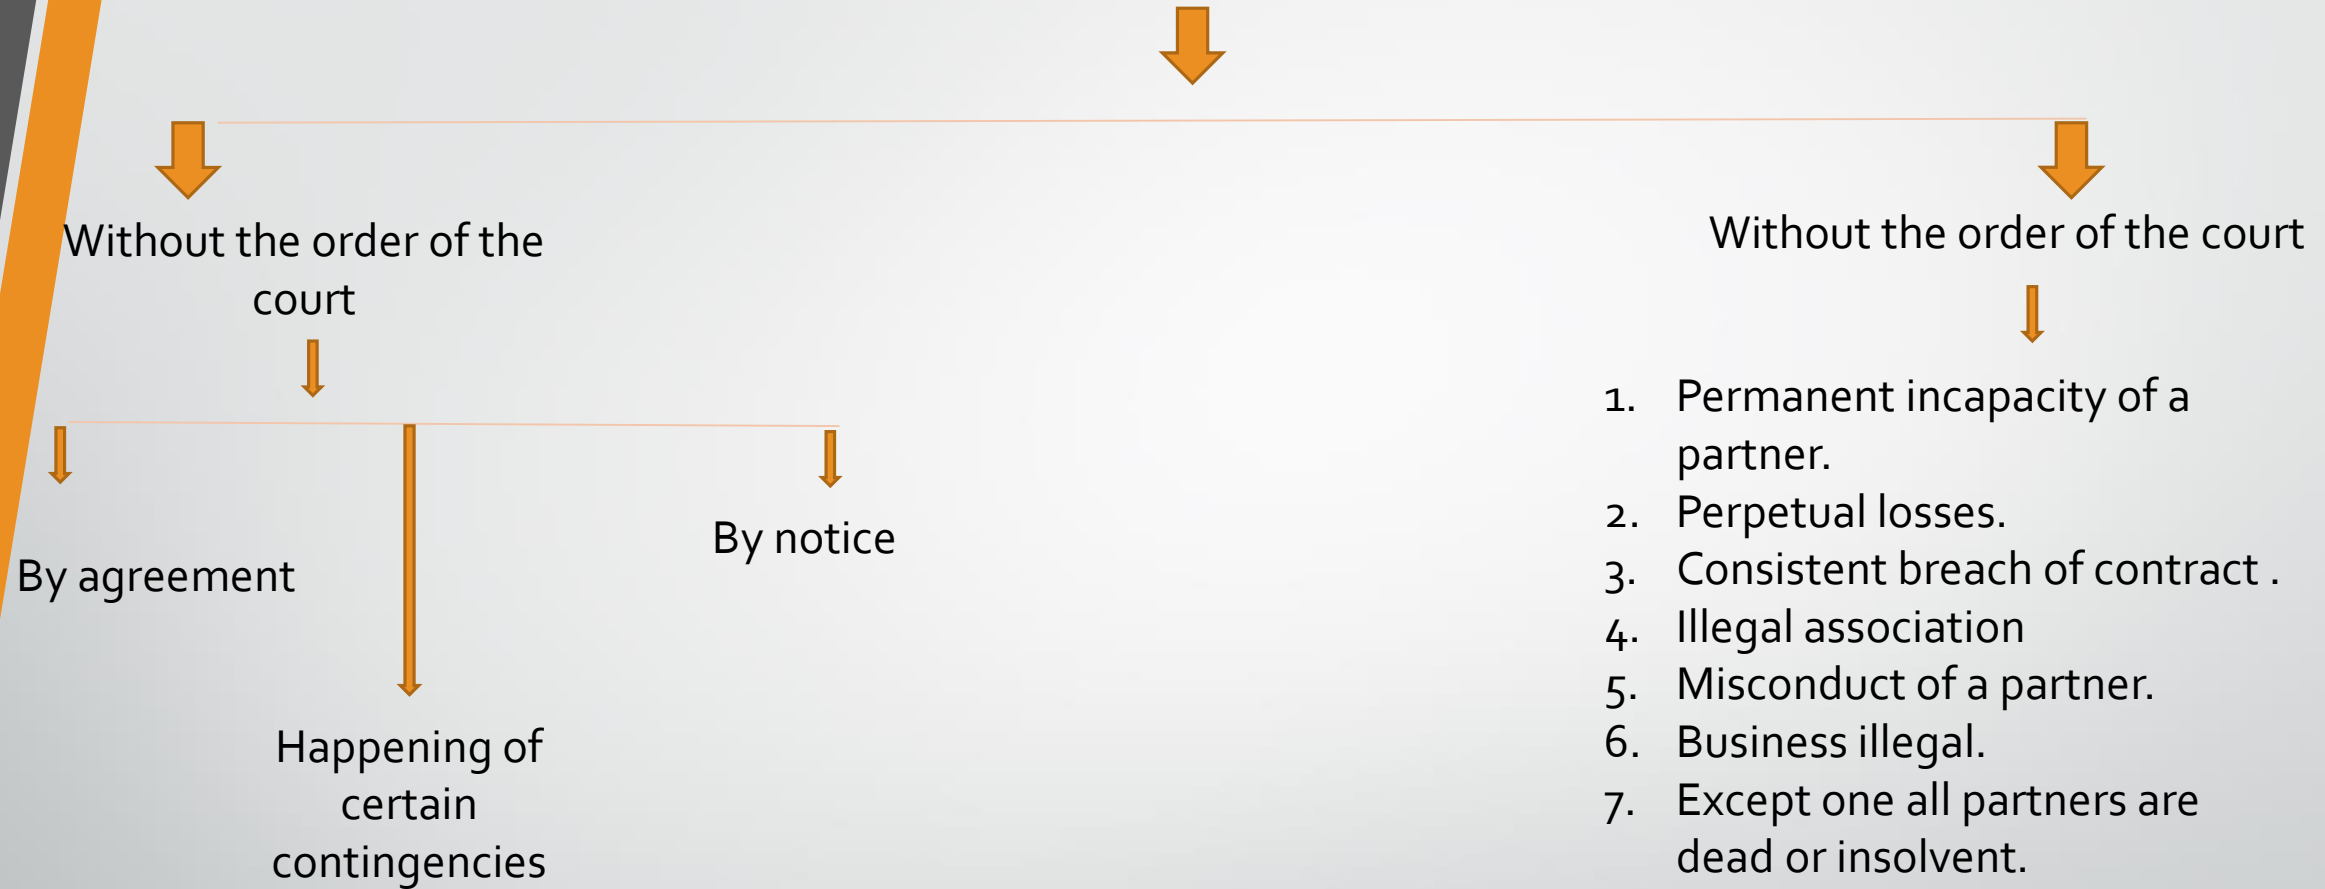 Without the order of the
court
By agreement
Happening of
certain
contingencies
By notice
Without the order of the court
1. Permanent incapacity of a
partner.
2. Perpetual losses.
3. Consistent breach of contract .
4. Illegal association
5. Misconduct of a partner.
6. Business illegal.
7. Except one all partners are
dead or insolvent.